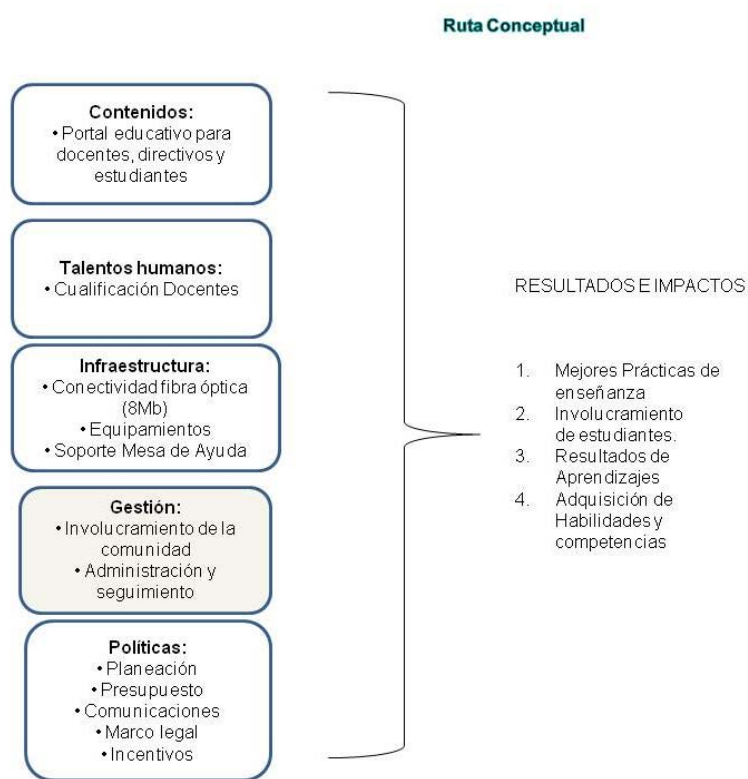 Ruta Conceptual
Contenidos:
• Portal educativo para
docentes, directivos y
estudiantes
Talentos humanos:
• Cualificación Docentes
Infraestructura:
• Conectividad fibra óptica
(8Mb)
• Equipamientos
• Soporte Mesa de Ayuda
Gestión:
• Involucramiento de la
comunidad
• Administración y
seguimiento
Políticas:
• Planeación
• Presupuesto
• Comunicaciones
• Marco legal
• Incentivos
RESULTADOS E IMPACTOS
1. Mejores Prácticas de
enseñanza
2. Involucramiento
de estudiantes.
3. Resultados de
Aprendizajes
4. Adquisición de
Habilidades y
competencias